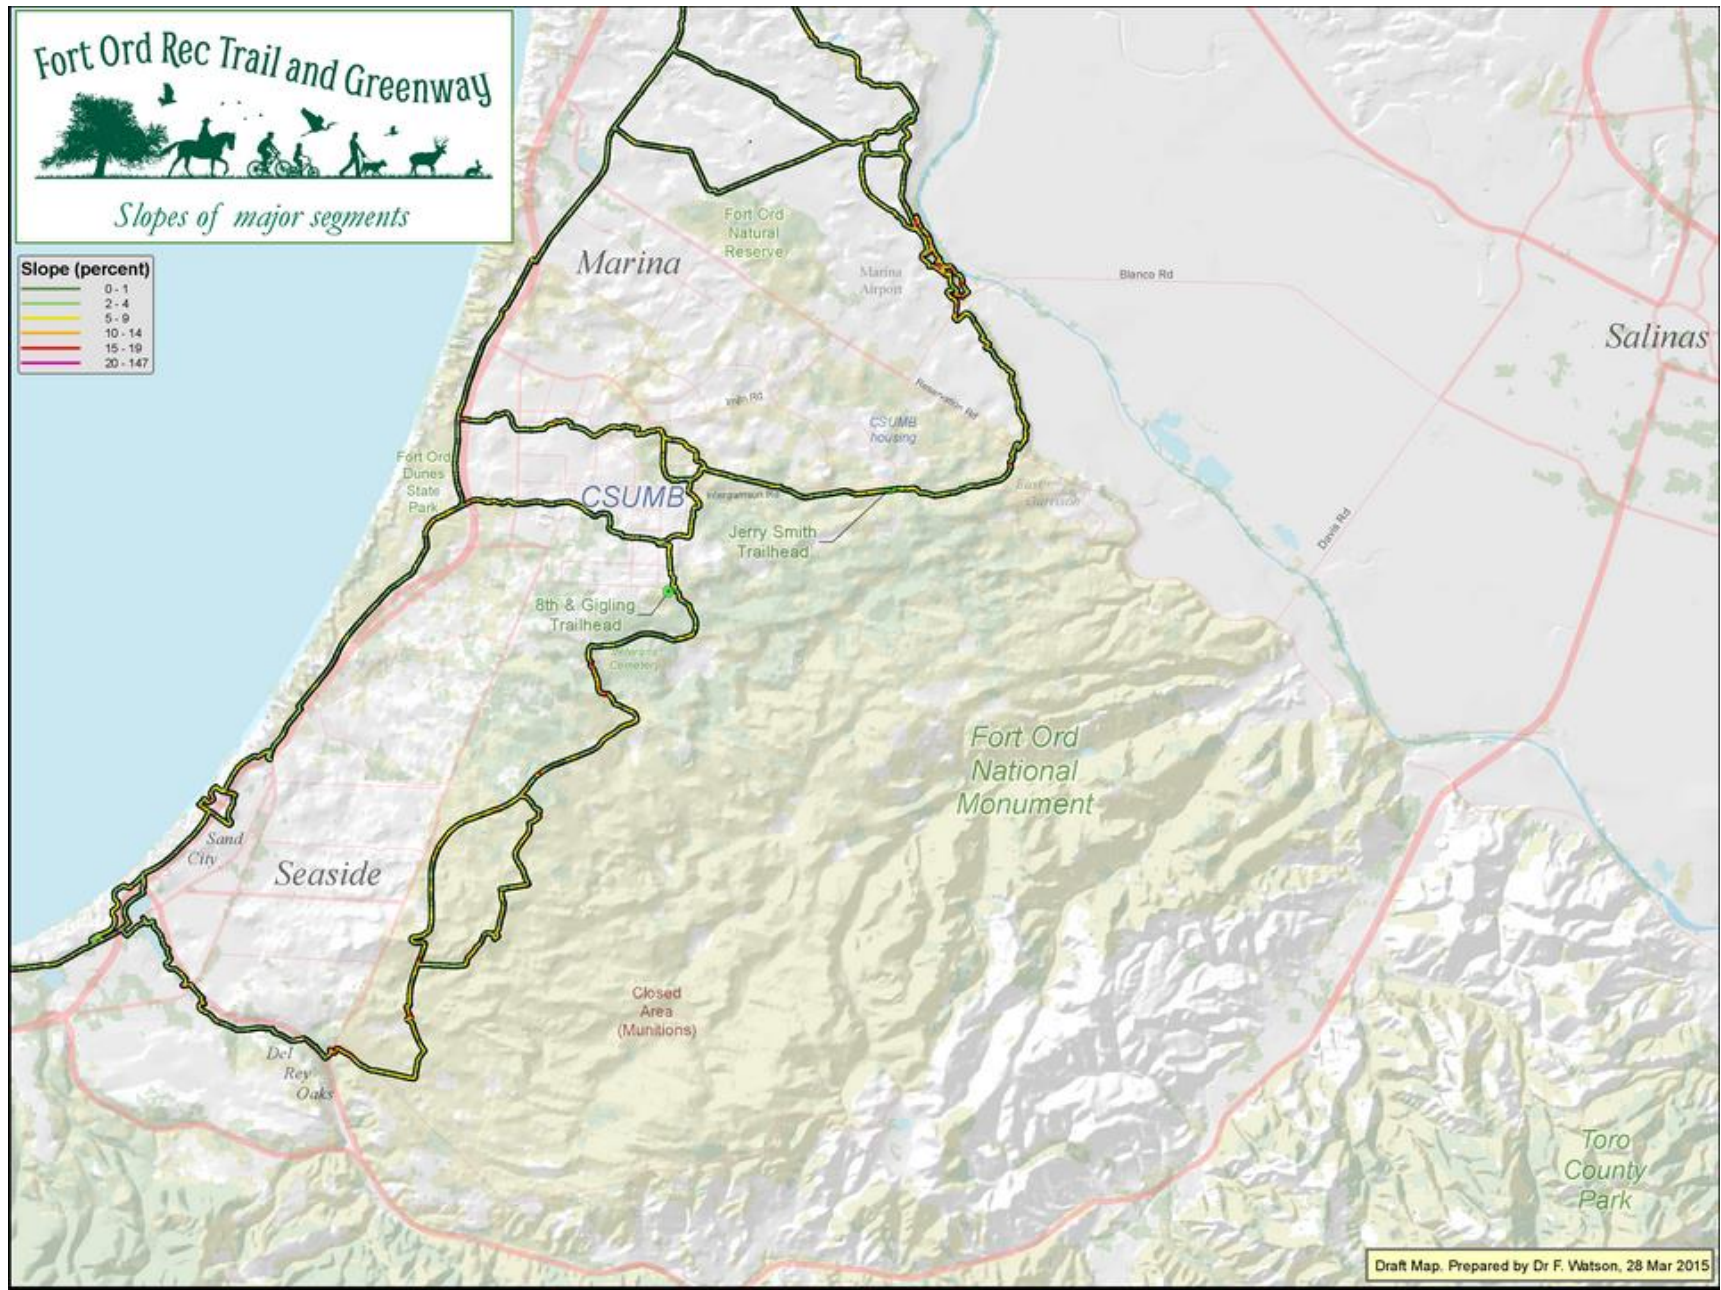 Fort Ord Rec Trail and Greenway
Slopes of major segments
Slope (percent)
0 - 1
2 - 4
5 - 9
10 - 14
15 - 19
20 - 147
Fort Ord
Natural
Reserve
Marina
Marina
Airport
Blanco Rd
Salinas
Imjin Rd
Reservation Rd
CSUMB
housing
Fort Ord
Dunes
State
Park
CSUMB
Intergarrison Rd
East
Garrison
Jerry Smith
Trailhead
Davis Rd
8th & Gigling
Trailhead
Veterans
Cemetery
Fort Ord
National
Monument
Sand
City
Seaside
Closed
Area
(Munitions)
Del
Rey
Oaks
Toro
County
Park
Draft Map. Prepared by Dr F. Watson, 28 Mar 2015